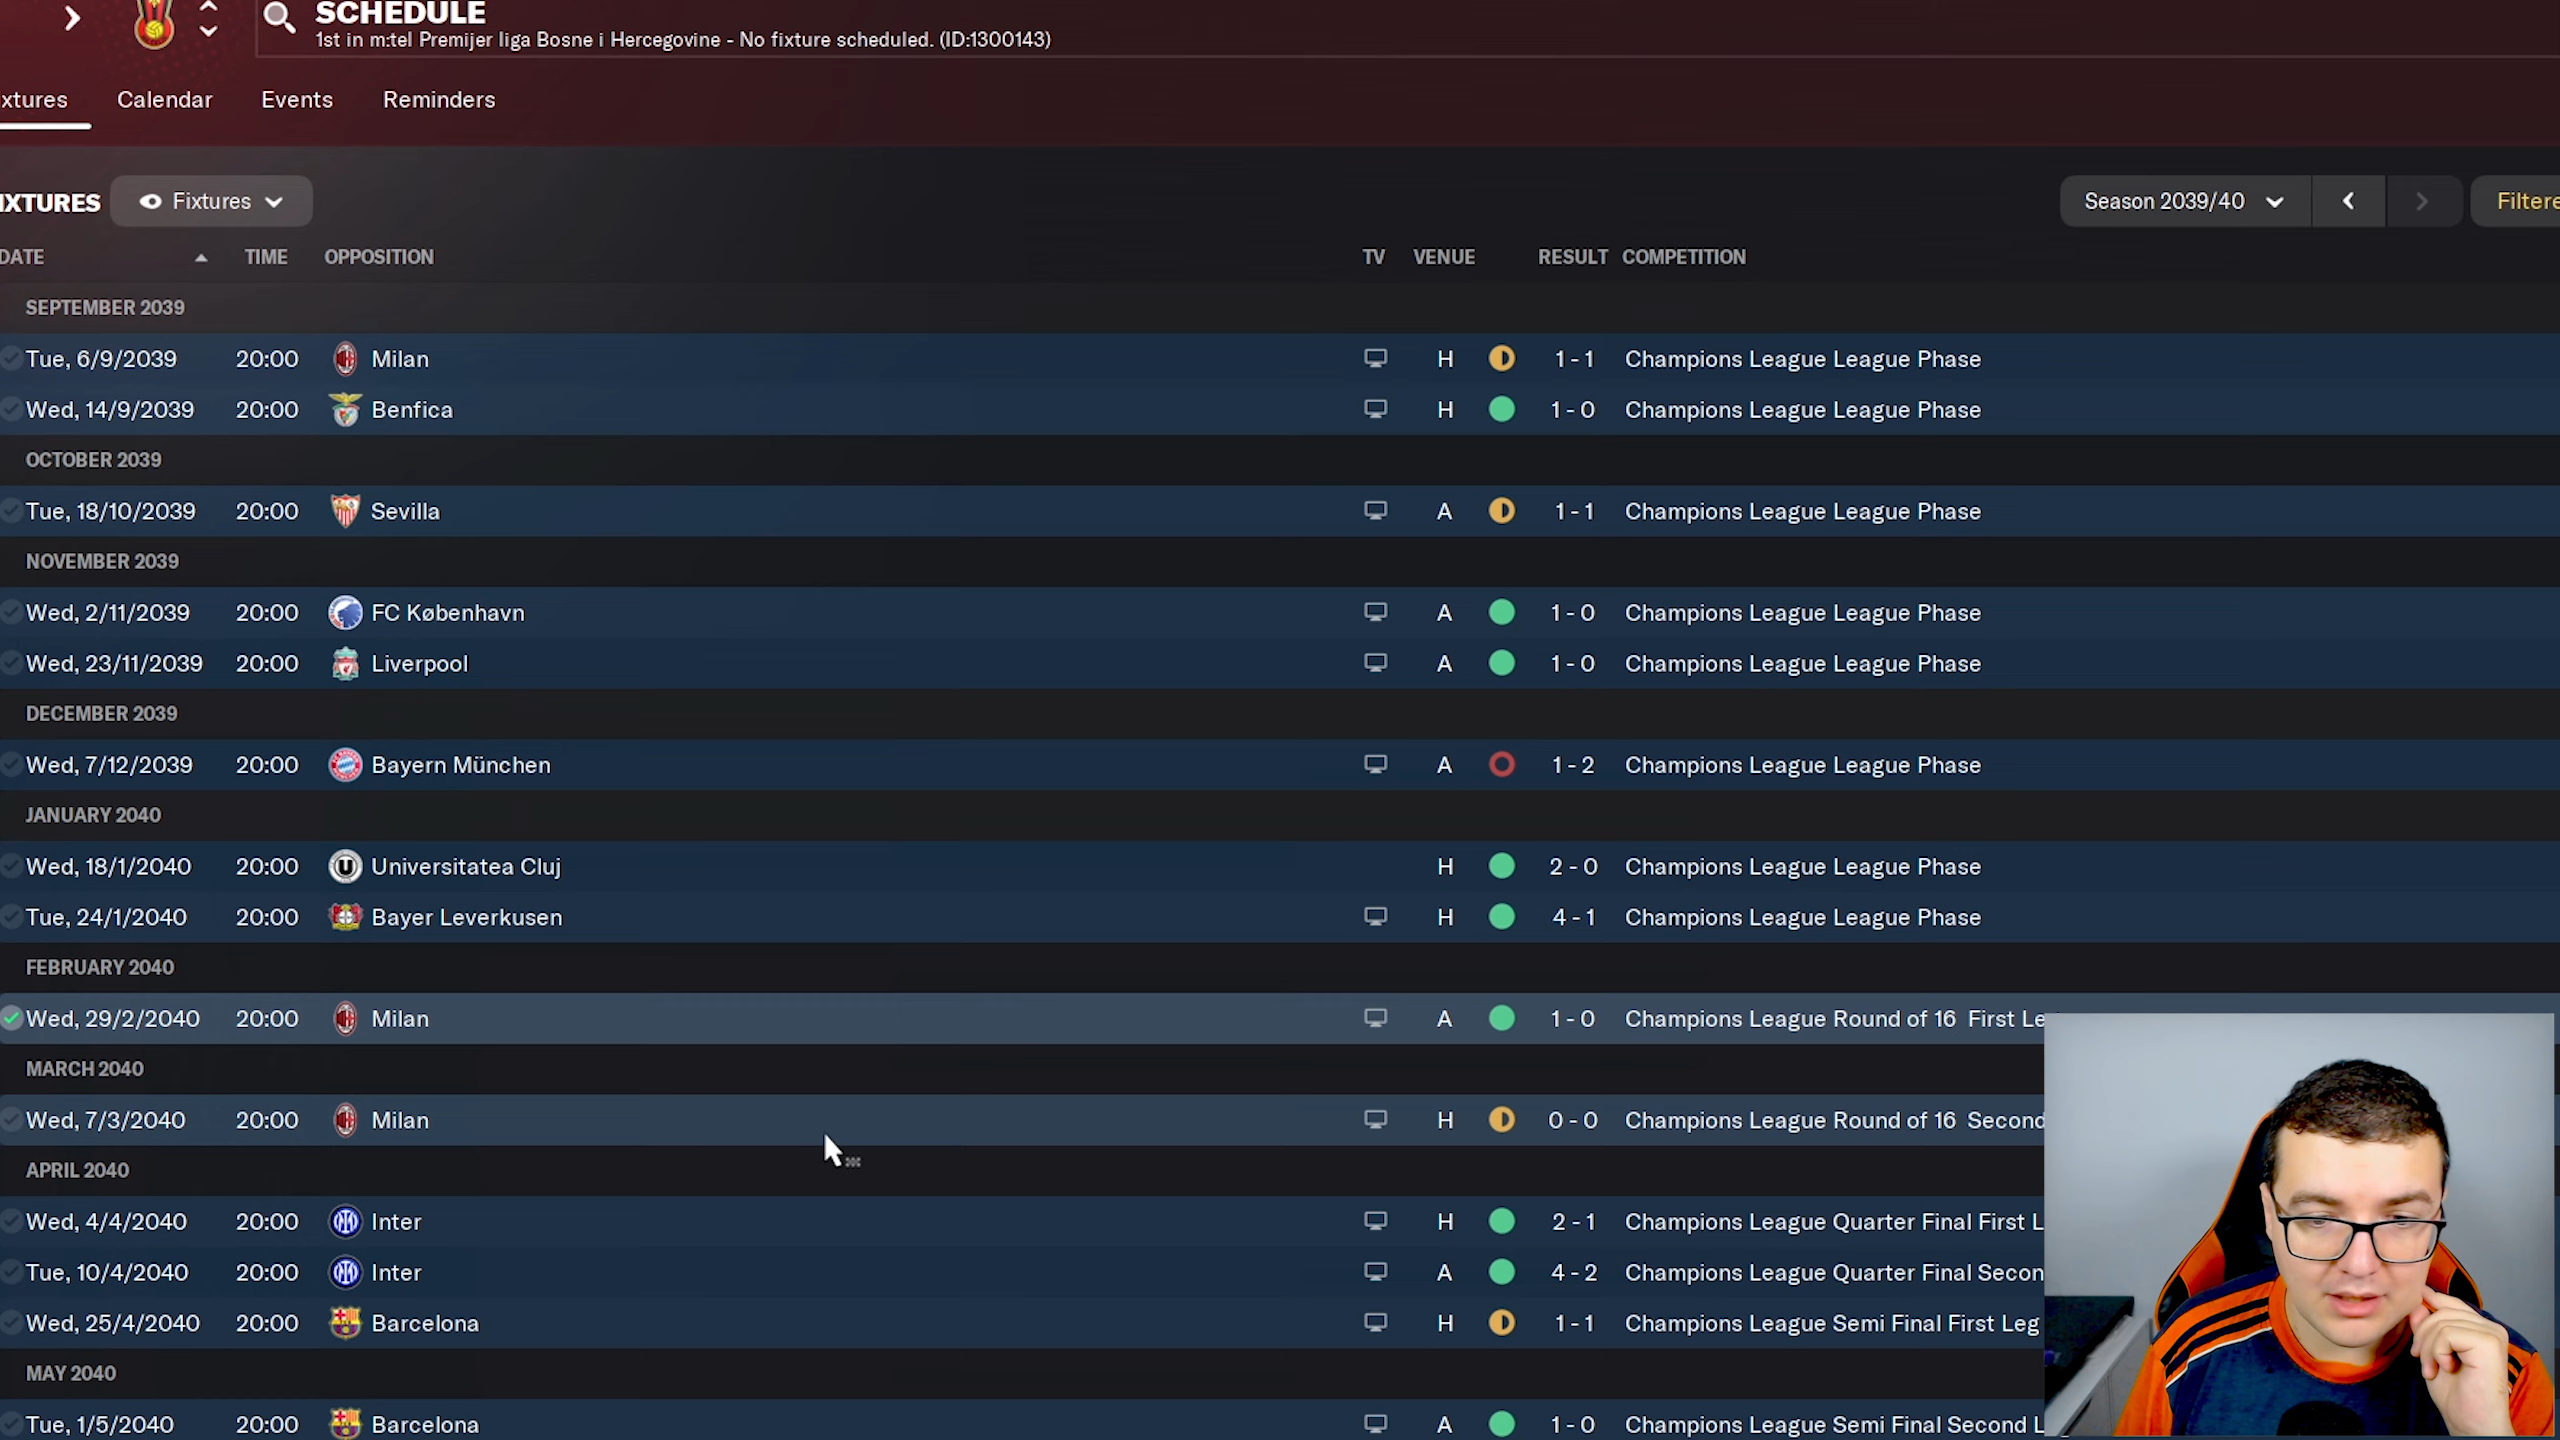 SCHEDULE
1st in m:tel Premijer liga Bosne i Hercegovine - No fixture scheduled. (ID:1300143)
xtures Calendar Events Reminders
IXTURES Fixtures Season 2039/40 Filtere
DATE TIME OPPOSITION TV VENUE RESULT COMPETITION
SEPTEMBER 2039
Tue, 6/9/2039 20:00 Milan H 1 - 1 Champions League League Phase
Wed, 14/9/2039 20:00 Benfica H 1 - 0 Champions League League Phase
OCTOBER 2039
Tue, 18/10/2039 20:00 Sevilla A 1 - 1 Champions League League Phase
NOVEMBER 2039
Wed, 2/11/2039 20:00 FC København A 1 - 0 Champions League League Phase
Wed, 23/11/2039 20:00 Liverpool A 1 - 0 Champions League League Phase
DECEMBER 2039
Wed, 7/12/2039 20:00 Bayern München A 1 - 2 Champions League League Phase
JANUARY 2040
Wed, 18/1/2040 20:00 Universitatea Cluj H 2 - 0 Champions League League Phase
Tue, 24/1/2040 20:00 Bayer Leverkusen H 4 - 1 Champions League League Phase
FEBRUARY 2040
Wed, 29/2/2040 20:00 Milan A 1 - 0 Champions League Round of 16 First Le
MARCH 2040
Wed, 7/3/2040 20:00 Milan H 0 - 0 Champions League Round of 16 Second
APRIL 2040
Wed, 4/4/2040 20:00 Inter H 2 - 1 Champions League Quarter Final First L
Tue, 10/4/2040 20:00 Inter A 4 - 2 Champions League Quarter Final Secon
Wed, 25/4/2040 20:00 Barcelona H 1 - 1 Champions League Semi Final First Leg
MAY 2040
Tue, 1/5/2040 20:00 Barcelona A 1 - 0 Champions League Semi Final Second L